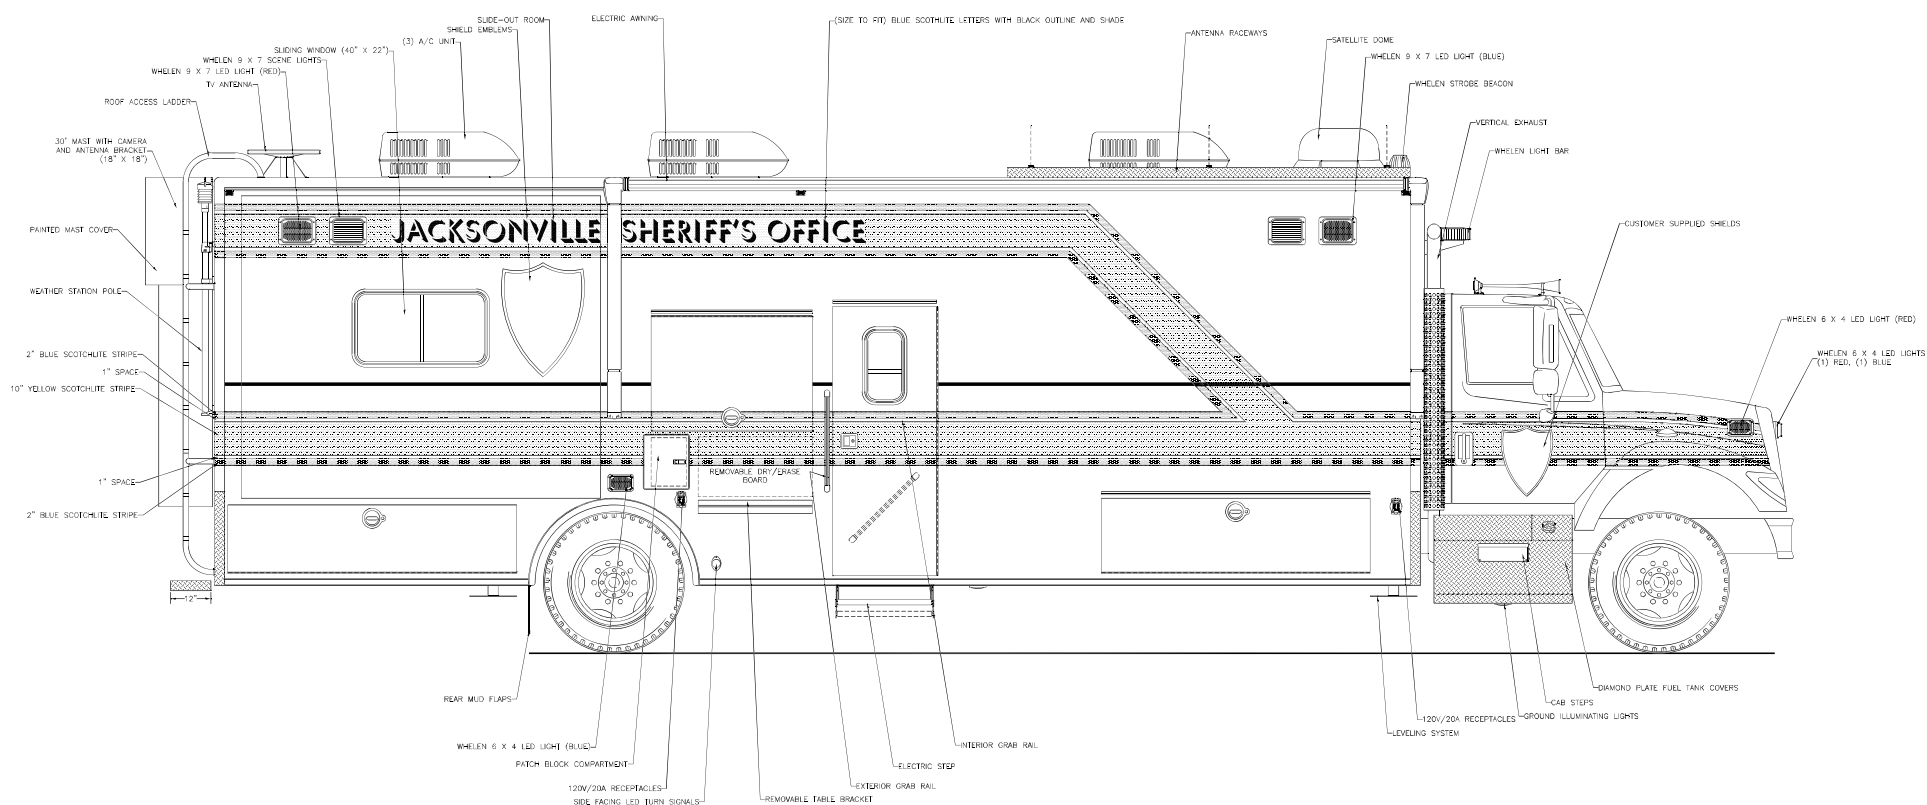 SLIDE-OUT ROOM
SHIELD EMBLEMS
(3) A/C UNIT
SLIDING WINDOW (40" X 22")
WHELEN 9 X 7 SCENE LIGHTS
WHELEN 9 X 7 LED LIGHT (RED)
TV ANTENNA
ROOF ACCESS LADDER
30' MAST WITH CAMERA
AND ANTENNA BRACKET
(18" X 18")
PAINTED MAST COVER
WEATHER STATION POLE
2" BLUE SCOTCHLITE STRIPE
1" SPACE
10" YELLOW SCOTCHLITE STRIPE
1" SPACE
2" BLUE SCOTCHLITE STRIPE
12"
ELECTRIC AWNING
(SIZE TO FIT) BLUE SCOTHLITE LETTERS WITH BLACK OUTLINE AND SHADE
ANTENNA RACEWAYS
SATELLITE DOME
WHELEN 9 X 7 LED LIGHT (BLUE)
WHELEN STROBE BEACON
VERTICAL EXHAUST
WHELEN LIGHT BAR
CUSTOMER SUPPLIED SHIELDS
WHELEN 6 X 4 LED LIGHT (RED)
WHELEN 6 X 4 LED LIGHTS
(1) RED, (1) BLUE
JACKSONVILLE SHERIFF'S OFFICE
REMOVABLE DRY/ERASE
BOARD
REAR MUD FLAPS
WHELEN 6 X 4 LED LIGHT (BLUE)
PATCH BLOCK COMPARTMENT
120V/20A RECEPTACLES
SIDE FACING LED TURN SIGNALS
REMOVABLE TABLE BRACKET
EXTERIOR GRAB RAIL
ELECTRIC STEP
INTERIOR GRAB RAIL
DIAMOND PLATE FUEL TANK COVERS
CAB STEPS
GROUND ILLUMINATING LIGHTS
120V/20A RECEPTACLES
LEVELING SYSTEM